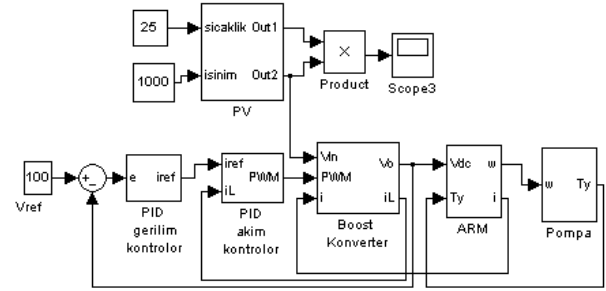 25
sicaklik Out1
1000
isinim Out2
PV
×
Product
Scope3
100
Vref
+
−
e iref
PID
gerilim
kontrolor
iref
PWM
iL
PID
akim
kontrolor
Vin Vo
PWM
i iL
Boost
Konverter
Vdc w
Ty i
ARM
w Ty
Pompa